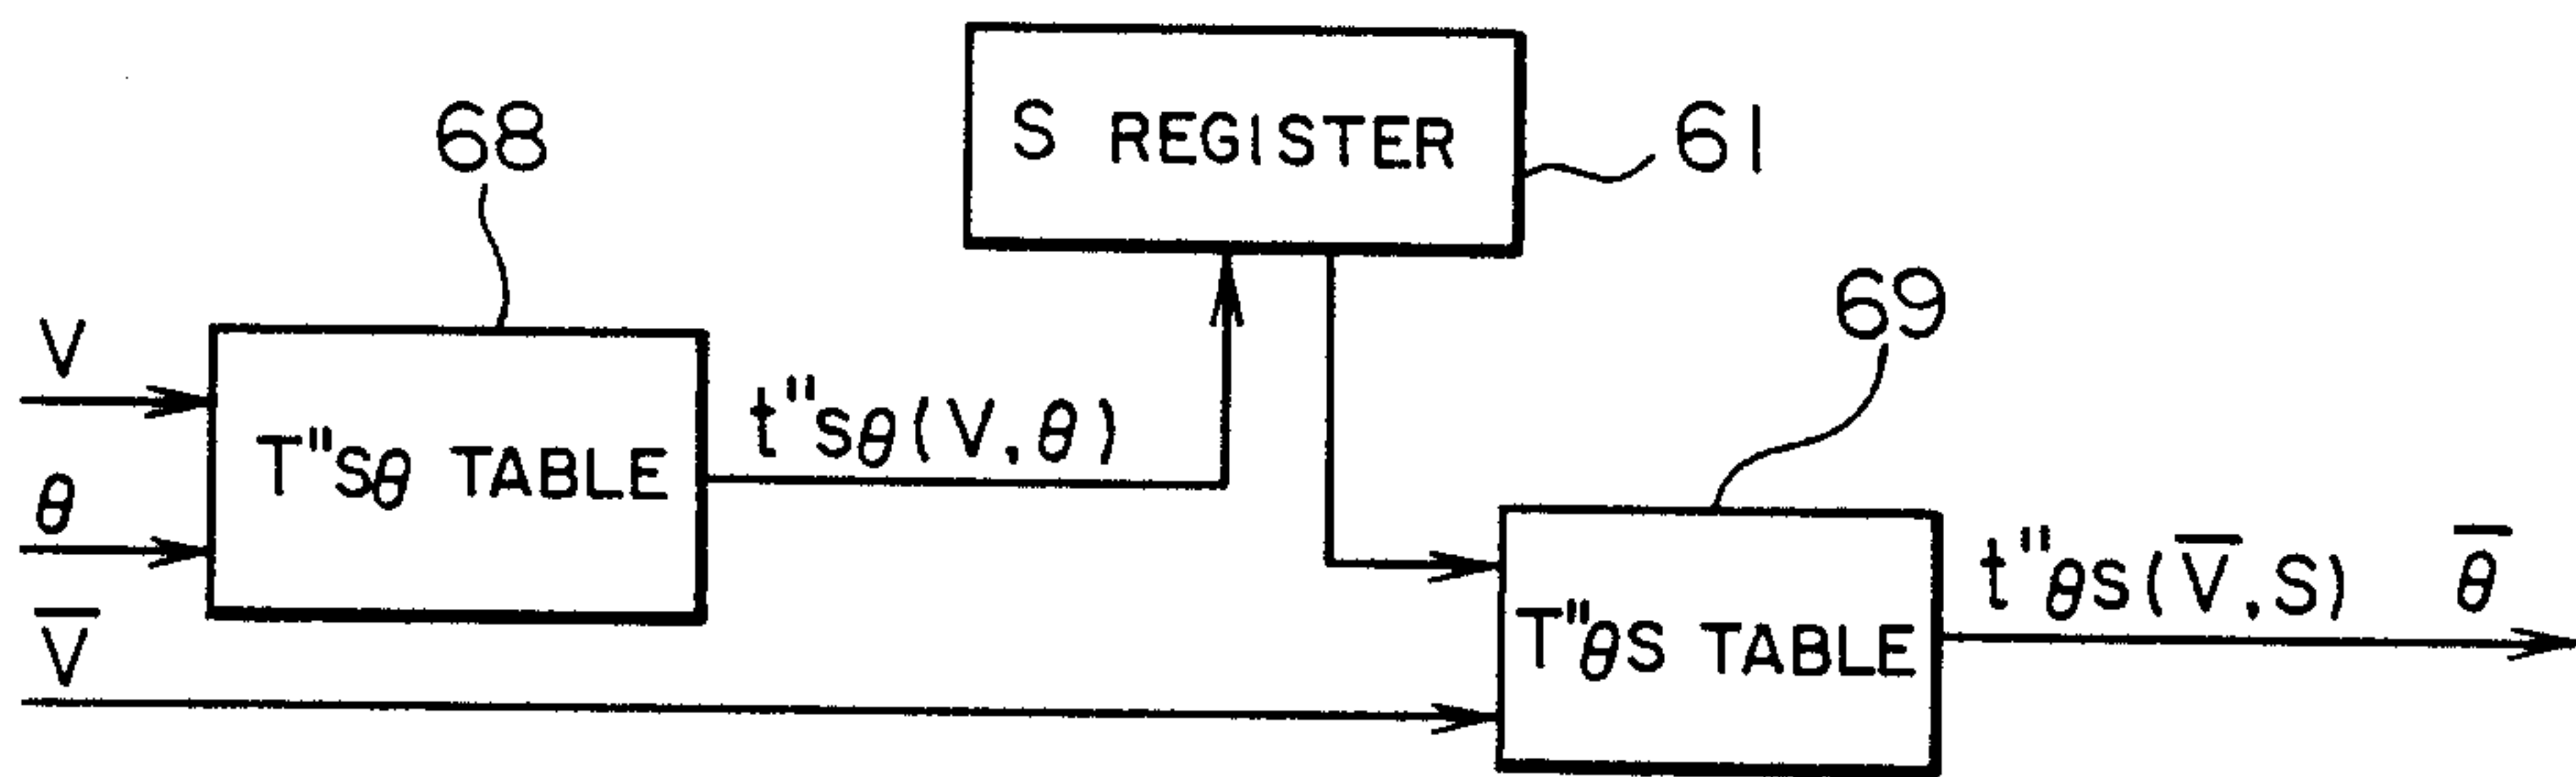 S REGISTER
61
68
V
T"Sθ TABLE
t"sθ(V,θ)
θ
V̅
69
T"θS TABLE
t"θS(V̅,S) θ̅